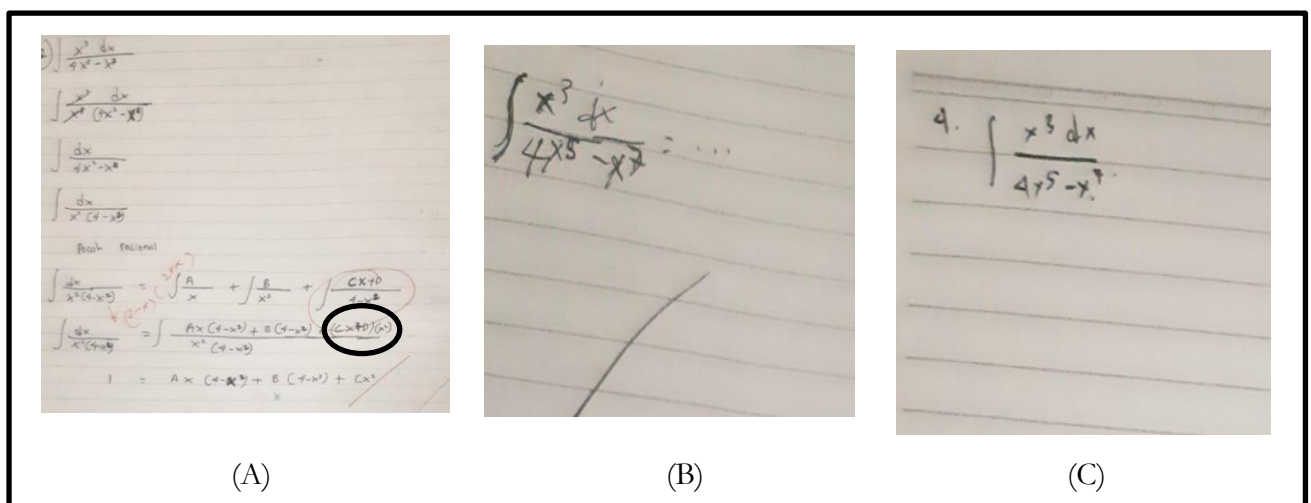 ∫ x³ dx / 4x⁵ - x⁷
∫ x³ dx / x³ (4x² - x⁴)
∫ dx / 4x² - x⁴
∫ dx / x² (4 - x²)
Pecah rasional
∫ dx / x² (4 - x²) = ∫ A / x + ∫ B / x² + ∫ Cx+D / 4 - x²
∫ dx / x² (4 - x²) = ∫ Ax (4 - x²) + B (4 - x²) + (Cx+D)(x²) / x² (4 - x²)
1 = Ax (4 - x²) + B (4 - x²) + Cx²
∫ x³ dx / 4x⁵ - x⁷ = ...
4. ∫ x³ dx / 4x⁵ - x⁷
(A) (B) (C)